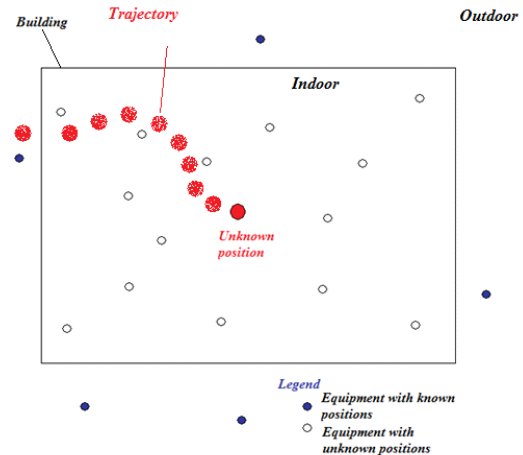 Trajectory
Outdoor
Building
Indoor
Unknown
position
Legend
Equipment with known
positions
Equipment with
unknown positions